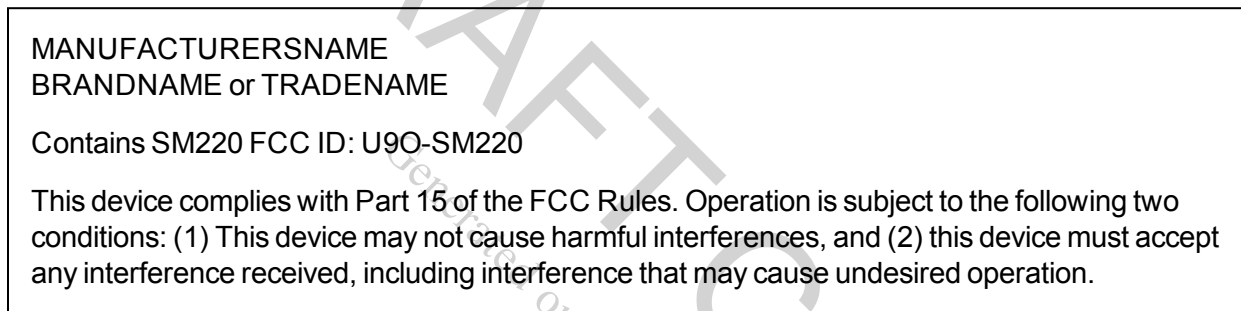 MANUFACTURERSNAME
BRANDNAME or TRADENAME
Contains SM220 FCC ID: U9O-SM220
This device complies with Part 15 of the FCC Rules. Operation is subject to the following two
conditions: (1) This device may not cause harmful interferences, and (2) this device must accept
any interference received, including interference that may cause undesired operation.
Generated